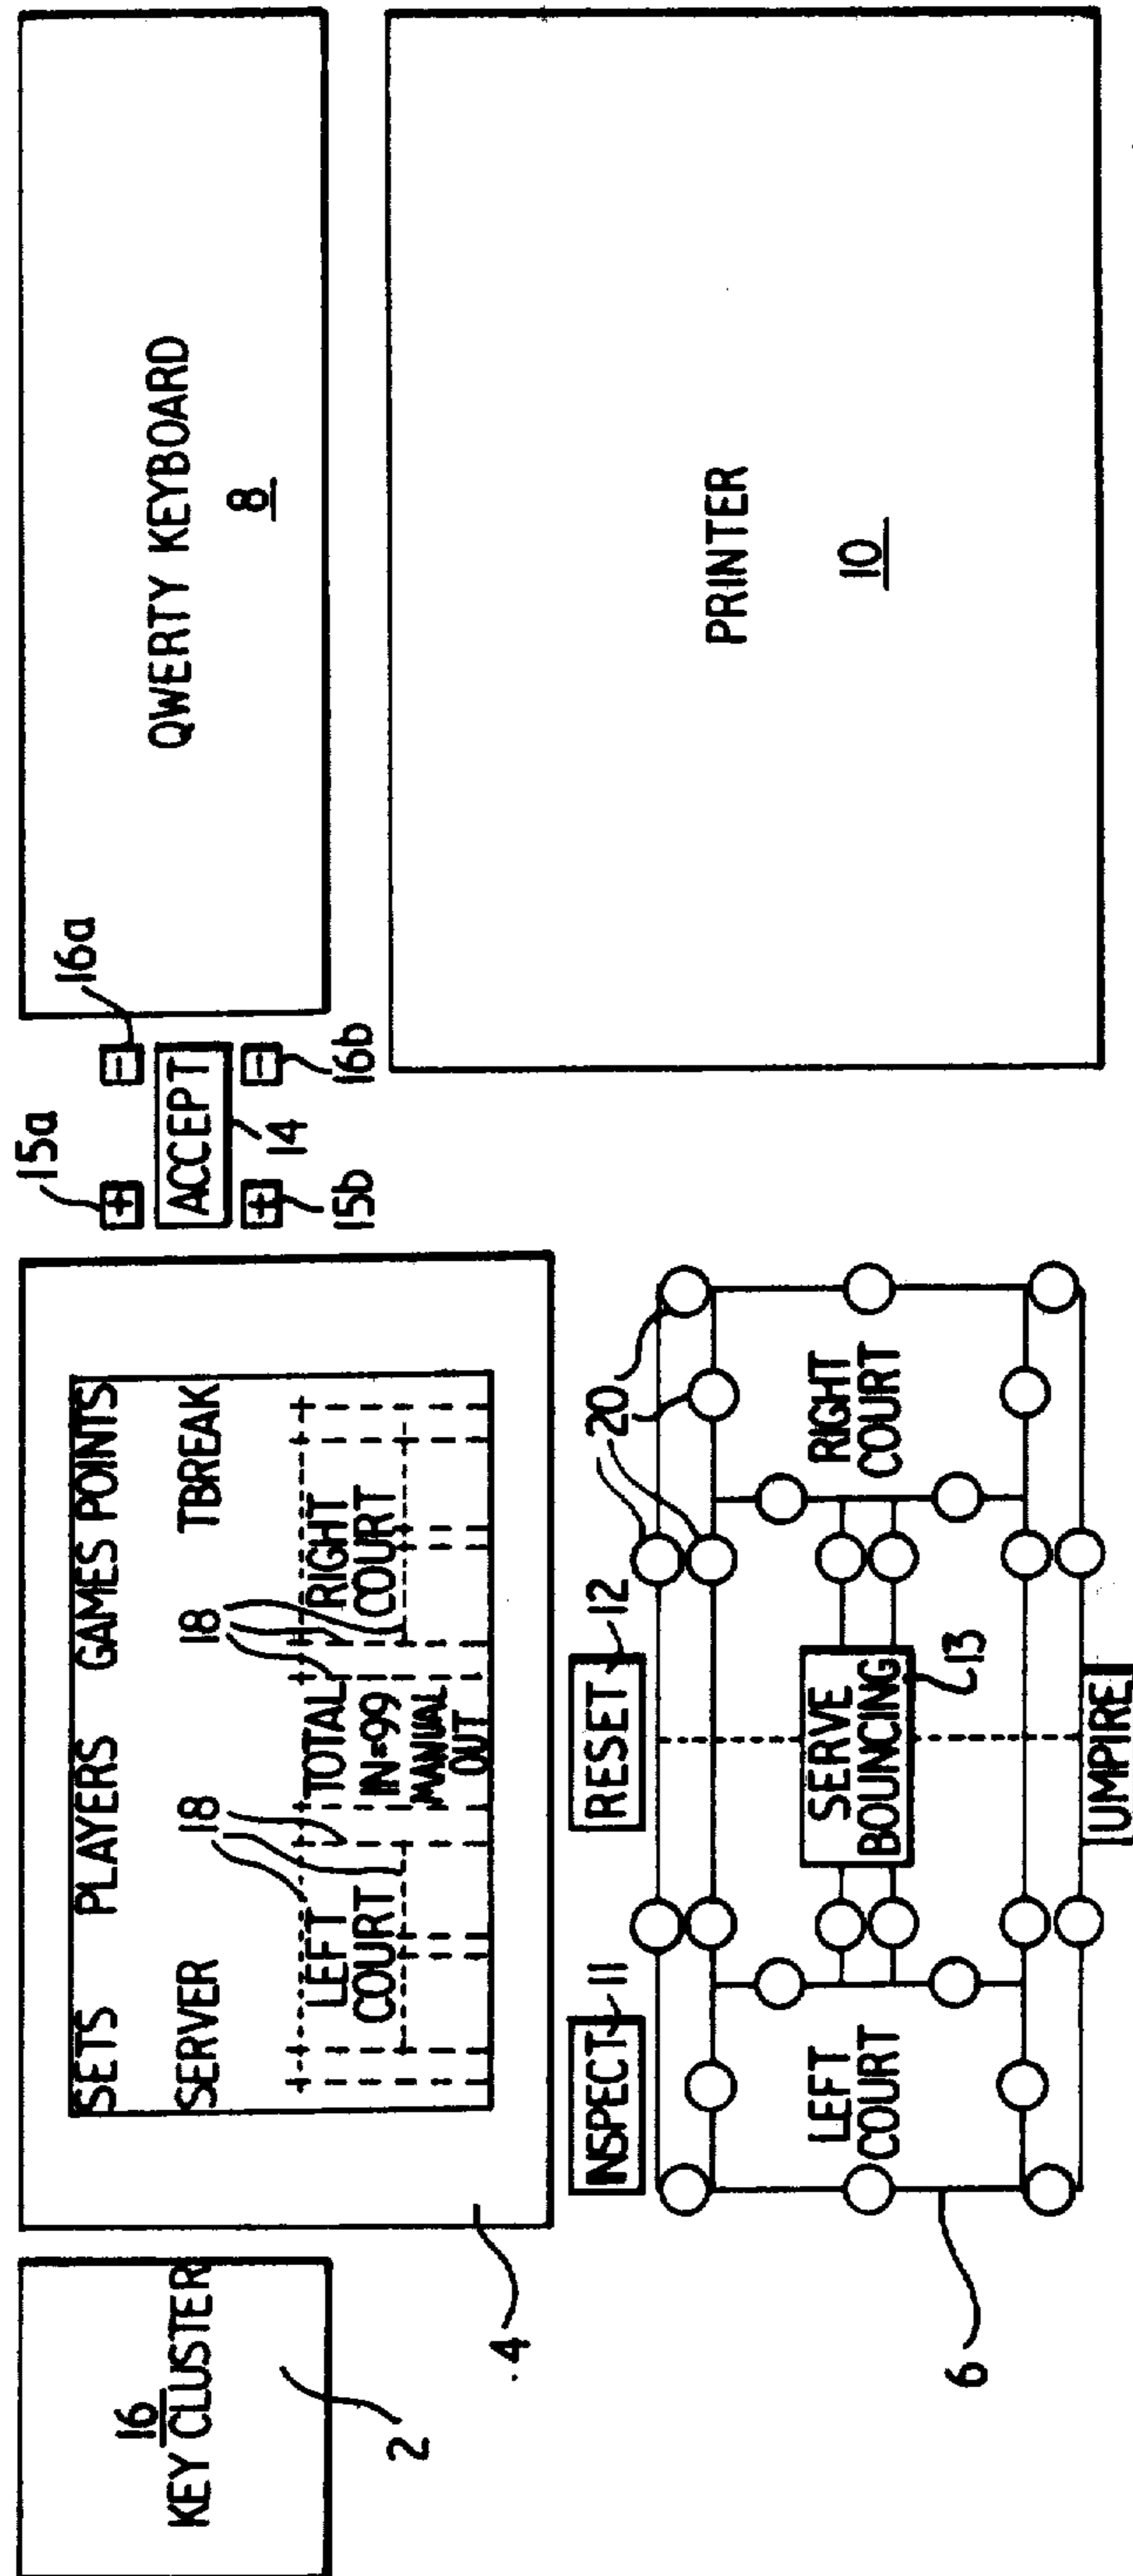 16
KEY CLUSTER
2
SETS PLAYERS GAMES POINTS
SERVER TBREAK
18
18
LEFT
COURT
TOTAL
IN=99
MANUAL
OUT
RIGHT
COURT
4
15a
16a
+
-
ACCEPT
+
-
15b
14
16b
QWERTY KEYBOARD
8
INSPECT
11
RESET
12
20
LEFT
COURT
SERVE
BOUNCING
13
RIGHT
COURT
UMPIRE
6
PRINTER
10